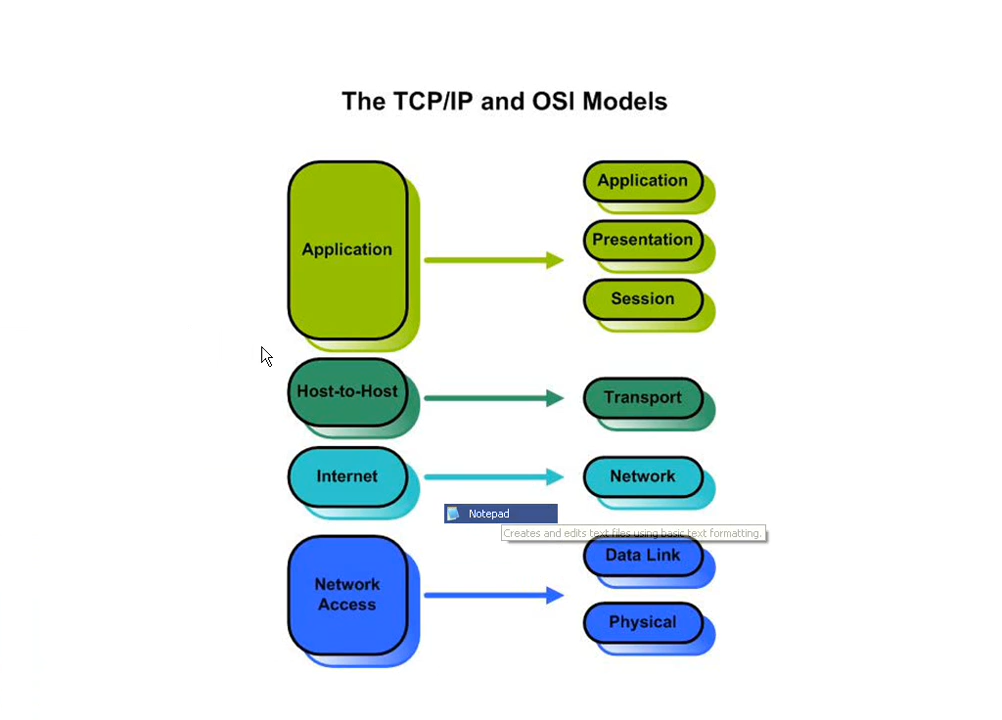 The TCP/IP and OSI Models
Application
Application
Presentation
Session
Host-to-Host
Transport
Internet
Network
Notepad
Creates and edits text files using basic text formatting.
Data Link
Network
Access
Physical